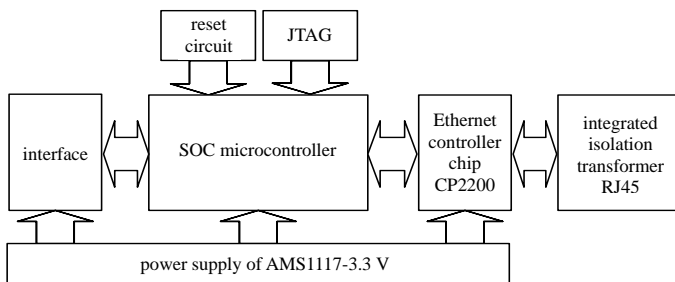 reset
circuit
JTAG
interface
SOC microcontroller
Ethernet
controller
chip
CP2200
integrated
isolation
transformer
RJ45
power supply of AMS1117-3.3 V